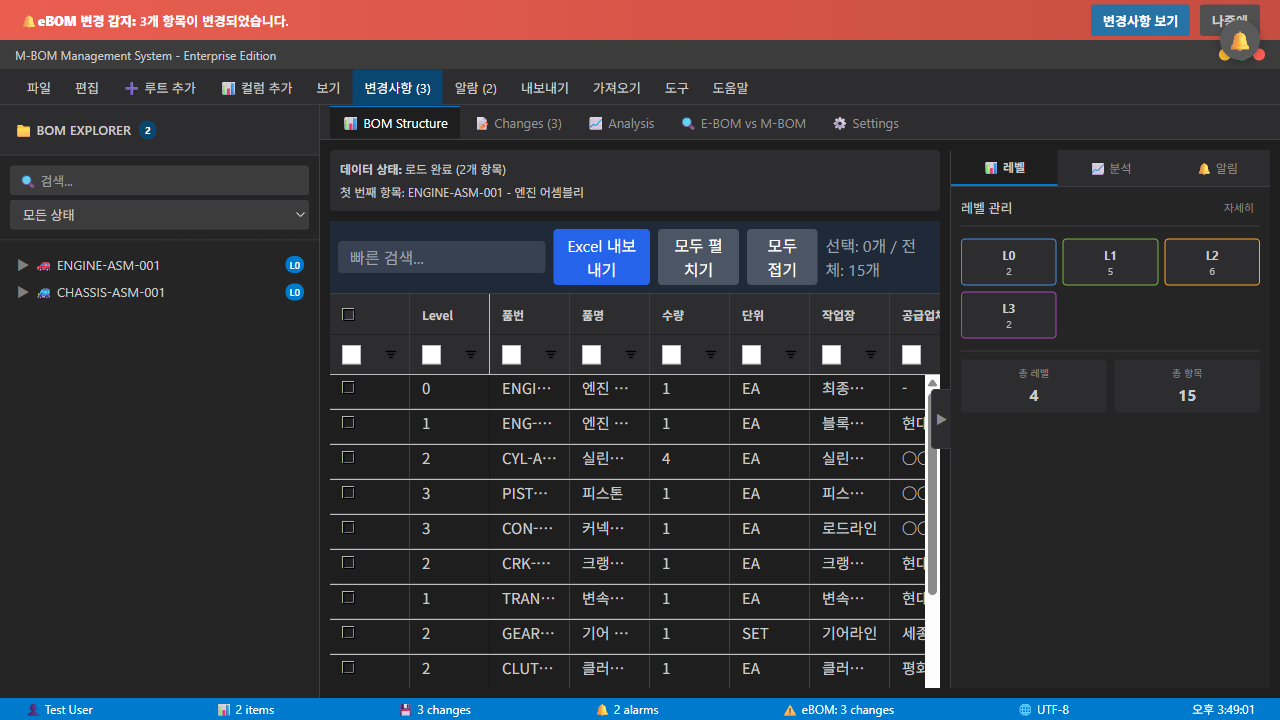 🔔 eBOM 변경 감지: 3개 항목이 변경되었습니다.
변경사항 보기
M-BOM Management System - Enterprise Edition
파일 편집 ➕ 루트 추가 📊 컬럼 추가 보기 변경사항 (3) 알람 (2) 내보내기 가져오기 도구 도움말
📁 BOM EXPLORER 2
🔍 검색...
모든 상태
▶ 🚗 ENGINE-ASM-001 L0
▶ 🚙 CHASSIS-ASM-001 L0
📊 BOM Structure 📝 Changes (3) 📈 Analysis 🔍 E-BOM vs M-BOM ⚙️ Settings
데이터 상태: 로드 완료 (2개 항목)
첫 번째 항목: ENGINE-ASM-001 - 엔진 어셈블리
빠른 검색...
Excel 내보
내기
모두 펼
치기
모두
접기
선택: 0개 / 전
체: 15개
Level 품번 품명 수량 단위 작업장 공급업
0 ENGI… 엔진 … 1 EA 최종… -
1 ENG-… 엔진 … 1 EA 블록… 현대
2 CYL-A… 실린… 4 EA 실린… 〇〇
3 PIST… 피스톤 1 EA 피스… 〇〇
3 CON-… 커넥… 1 EA 로드라인 〇〇
2 CRK-… 크랭… 1 EA 크랭… 현대
1 TRAN… 변속… 1 EA 변속… 현대
2 GEAR… 기어 … 1 SET 기어라인 세종
2 CLUT… 클러… 1 EA 클러… 평화
📊 레벨 📈 분석 🔔 알림
레벨 관리 자세히
L0
2
L1
5
L2
6
L3
2
총 레벨
4
총 항목
15
👤 Test User 📊 2 items 💾 3 changes 🔔 2 alarms ⚠️ eBOM: 3 changes 🌐 UTF-8 오후 3:49:01